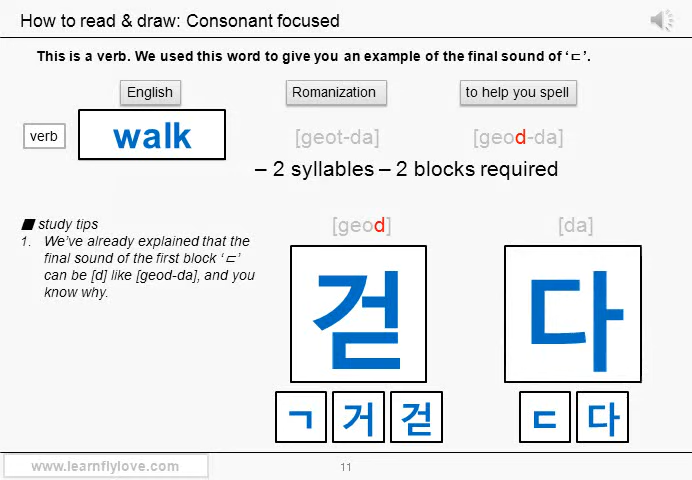 How to read & draw: Consonant focused
This is a verb. We used this word to give you an example of the final sound of ‘ㄷ’.
English
Romanization
to help you spell
verb
walk
[geot-da]
[geod-da]
– 2 syllables – 2 blocks required
study tips
1. We’ve already explained that the
final sound of the first block ‘ㄷ’
can be [d] like [geod-da], and you
know why.
[geod]
[da]
걷
다
ㄱ 거 걷
ㄷ 다
www.learnflylove.com
11